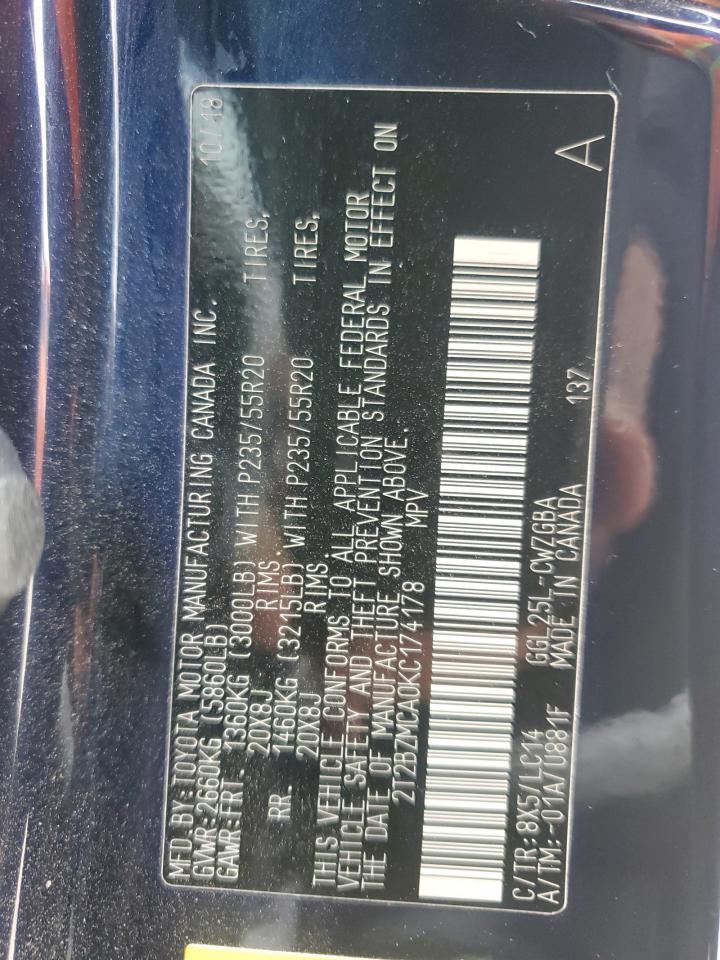 MFD.BY:TOYOTA MOTOR MANUFACTURING CANADA INC. 10/18
GVWR:2660KG (5860LB)
GAWR:FRT. 1360KG (3000LB) WITH P235/55R20 TIRES,
20X8J RIMS.
RR. 1460KG (3215LB) WITH P235/55R20 TIRES,
20X8J RIMS
THIS VEHICLE CONFORMS TO ALL APPLICABLE FEDERAL MOTOR
VEHICLE SAFETY AND THEFT PREVENTION STANDARDS IN EFFECT ON
THE DATE OF MANUFACTURE SHOWN ABOVE.
2T2BZMCA0KC174178 MPV
C/TR:8X5/LC14 GGL25L-CWZGBA
A/TM:-01A/U881F MADE IN CANADA 137 A